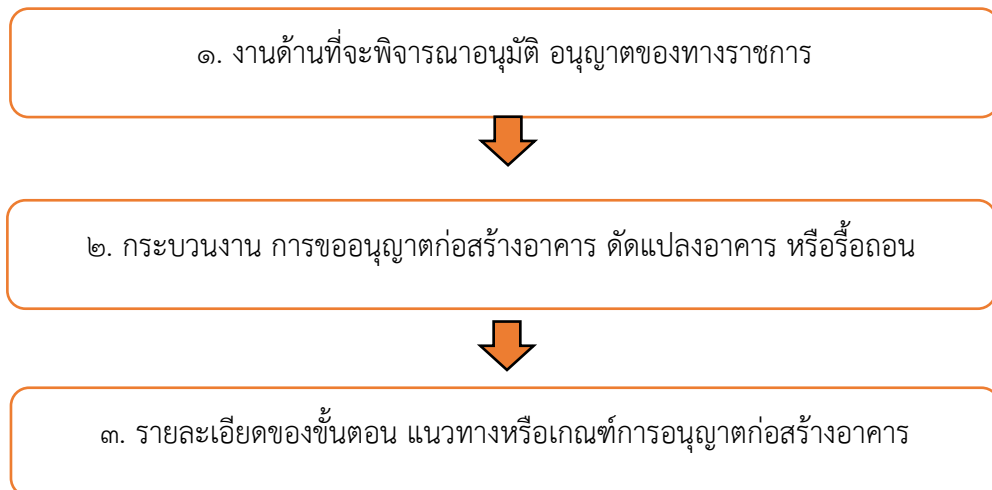 ๑. งานด้านที่จะพิจารณาอนุมัติ อนุญาตของทางราชการ
๒. กระบวนงาน การขออนุญาตก่อสร้างอาคาร ดัดแปลงอาคาร หรือรื้อถอน
๓. รายละเอียดของขั้นตอน แนวทางหรือเกณฑ์การอนุญาตก่อสร้างอาคาร